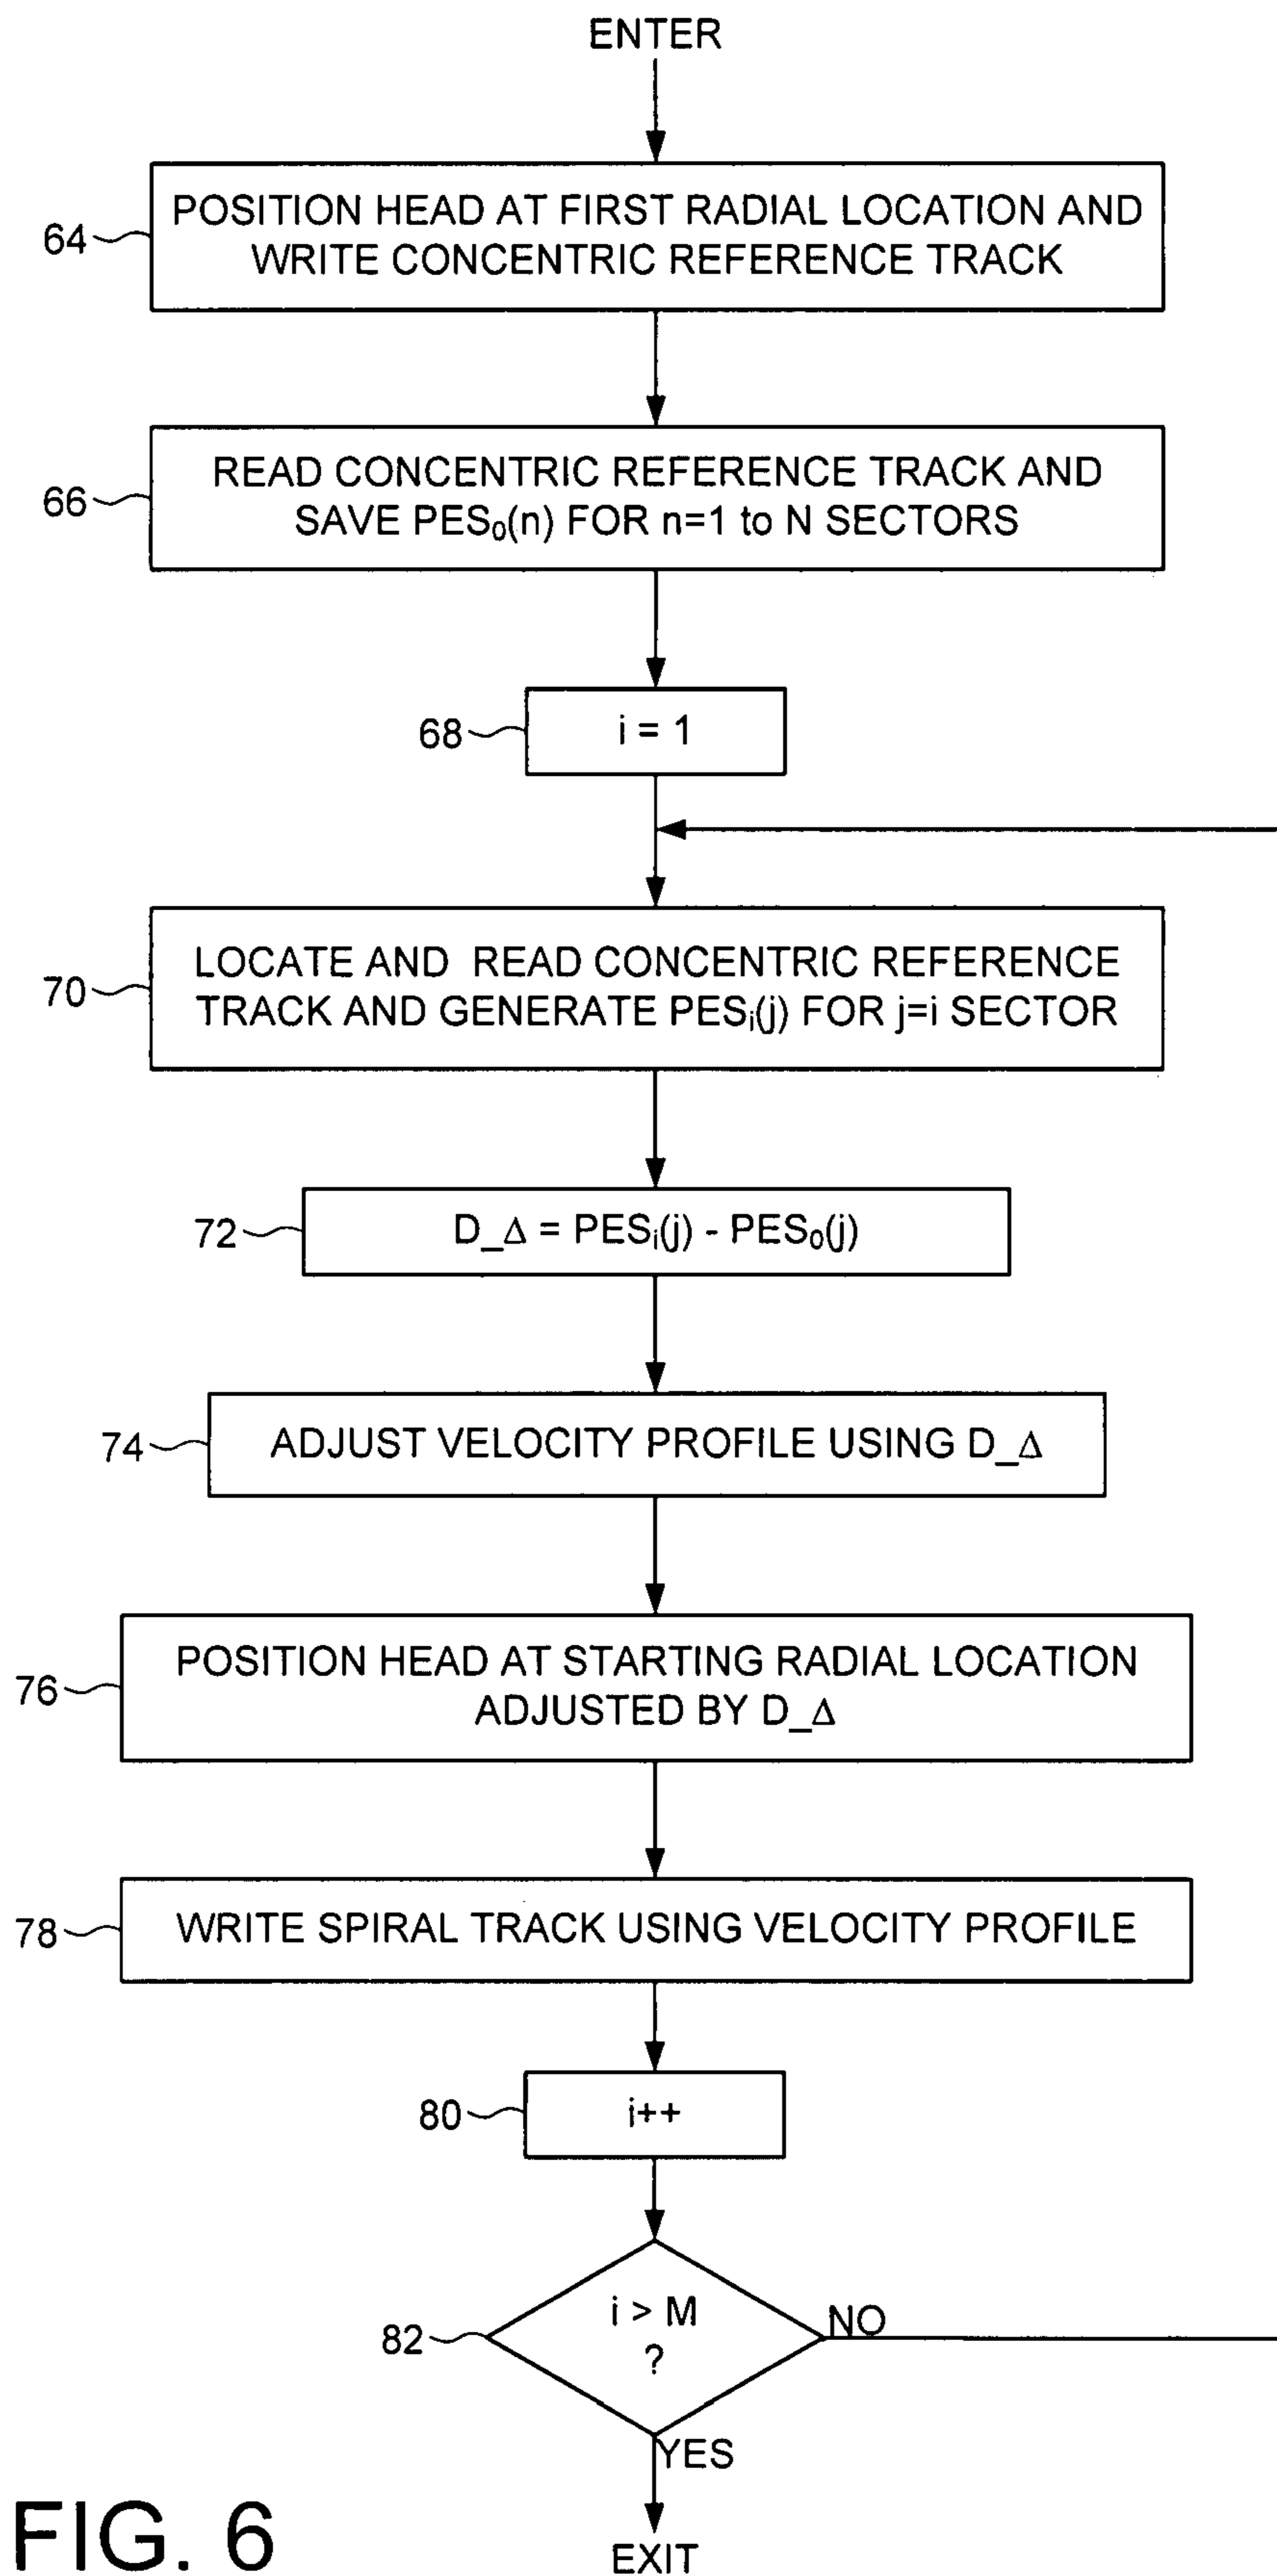 ENTER
64
POSITION HEAD AT FIRST RADIAL LOCATION AND
WRITE CONCENTRIC REFERENCE TRACK
66
READ CONCENTRIC REFERENCE TRACK AND
SAVE PES₀(n) FOR n=1 to N SECTORS
68
i = 1
70
LOCATE AND READ CONCENTRIC REFERENCE
TRACK AND GENERATE PESᵢ(j) FOR j=i SECTOR
72
D_Δ = PESᵢ(j) - PES₀(j)
74
ADJUST VELOCITY PROFILE USING D_Δ
76
POSITION HEAD AT STARTING RADIAL LOCATION
ADJUSTED BY D_Δ
78
WRITE SPIRAL TRACK USING VELOCITY PROFILE
80
i++
82
i > M
?
NO
YES
EXIT
FIG. 6